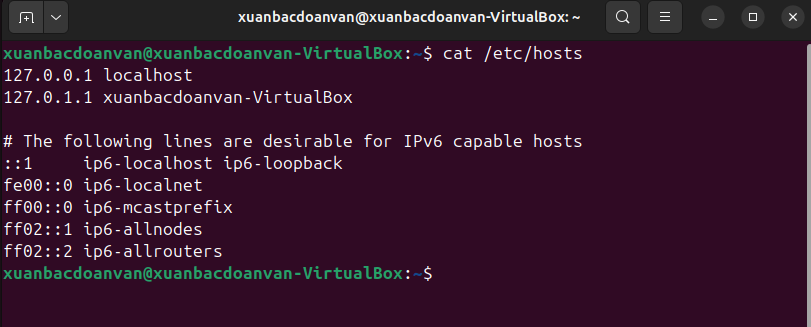 xuanbacdoanvan@xuanbacdoanvan-VirtualBox: ~
xuanbacdoanvan@xuanbacdoanvan-VirtualBox:~$ cat /etc/hosts
127.0.0.1 localhost
127.0.1.1 xuanbacdoanvan-VirtualBox
# The following lines are desirable for IPv6 capable hosts
::1     ip6-localhost ip6-loopback
fe00::0 ip6-localnet
ff00::0 ip6-mcastprefix
ff02::1 ip6-allnodes
ff02::2 ip6-allrouters
xuanbacdoanvan@xuanbacdoanvan-VirtualBox:~$